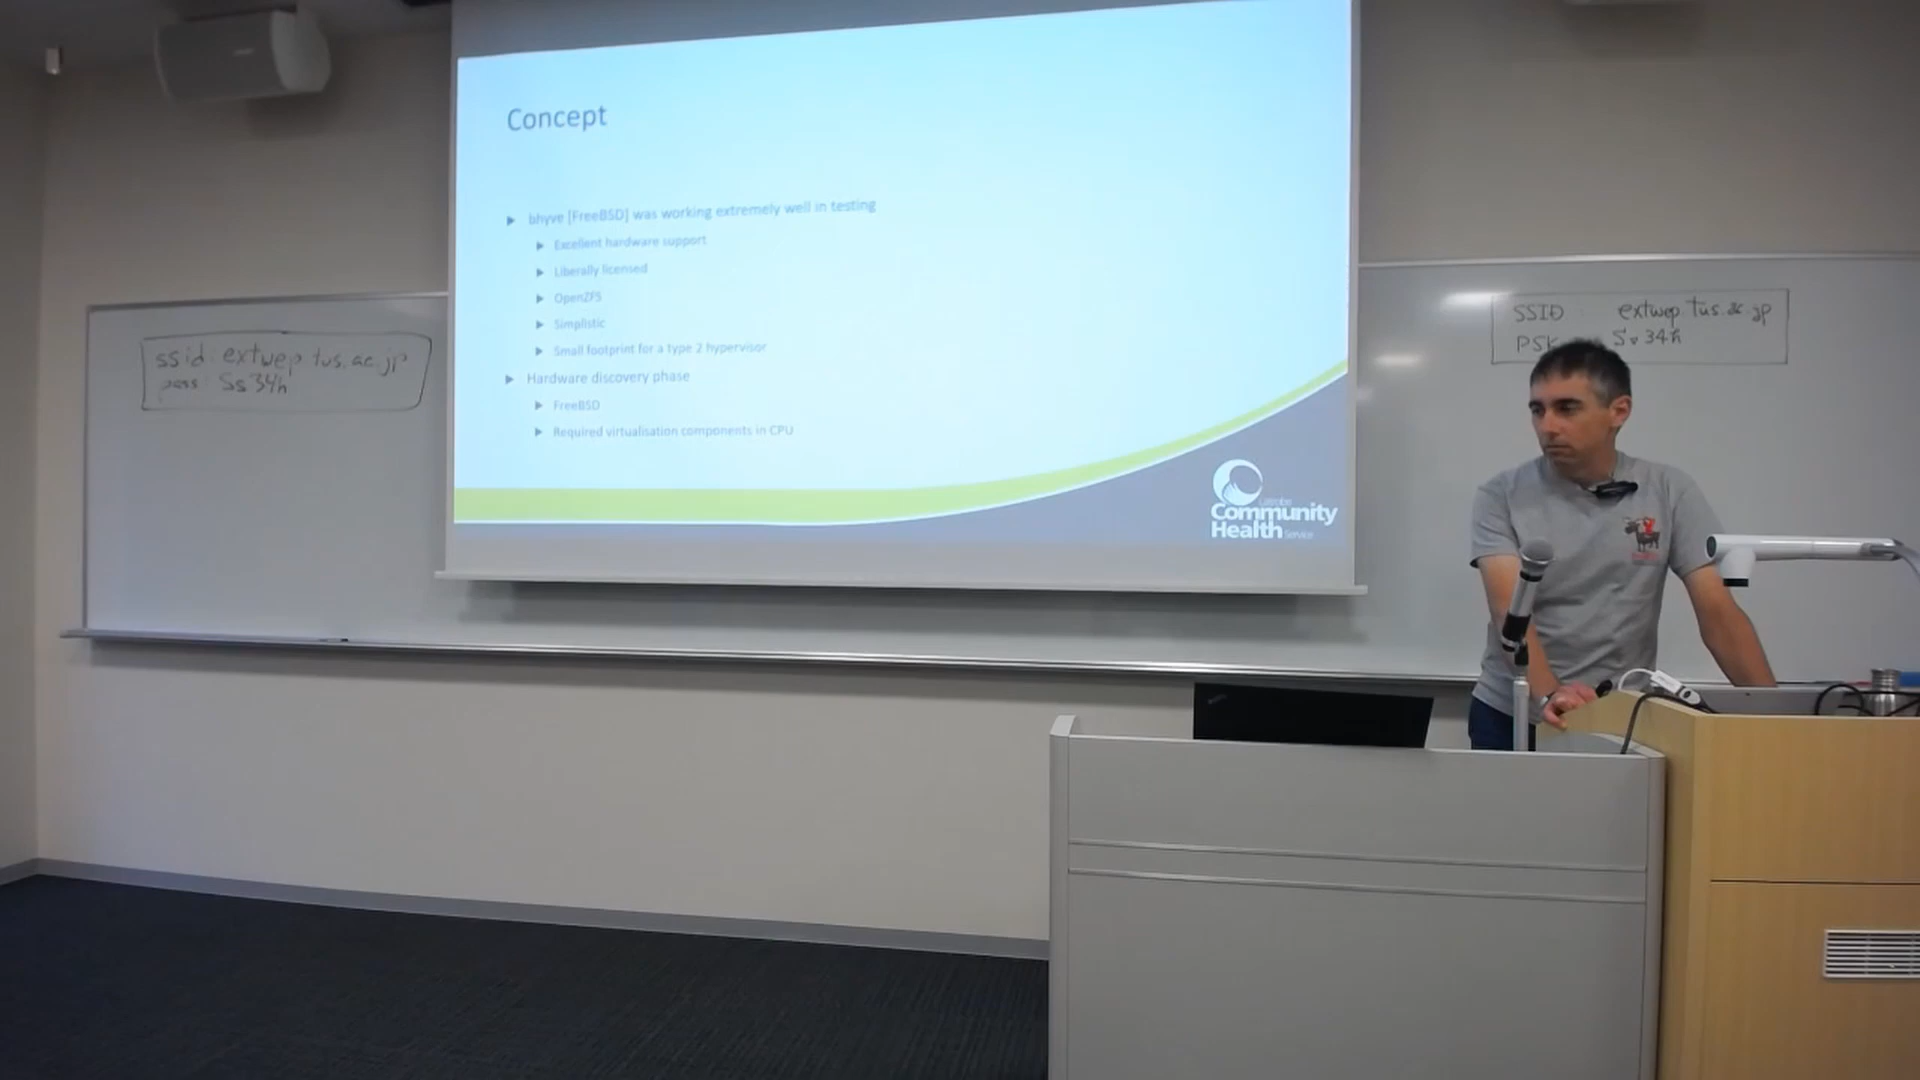 Concept
bhyve [FreeBSD] was working extremely well in testing
Excellent hardware support
Liberally licensed
OpenZFS
Simplistic
Small footprint for a type 2 hypervisor
Hardware discovery phase
FreeBSD
Required virtualisation components in CPU
Latrobe
Community
Health Service
ssid: extwep.tus.ac.jp
pass: Ss34h
SSID extwep.tus.ac.jp
PSK